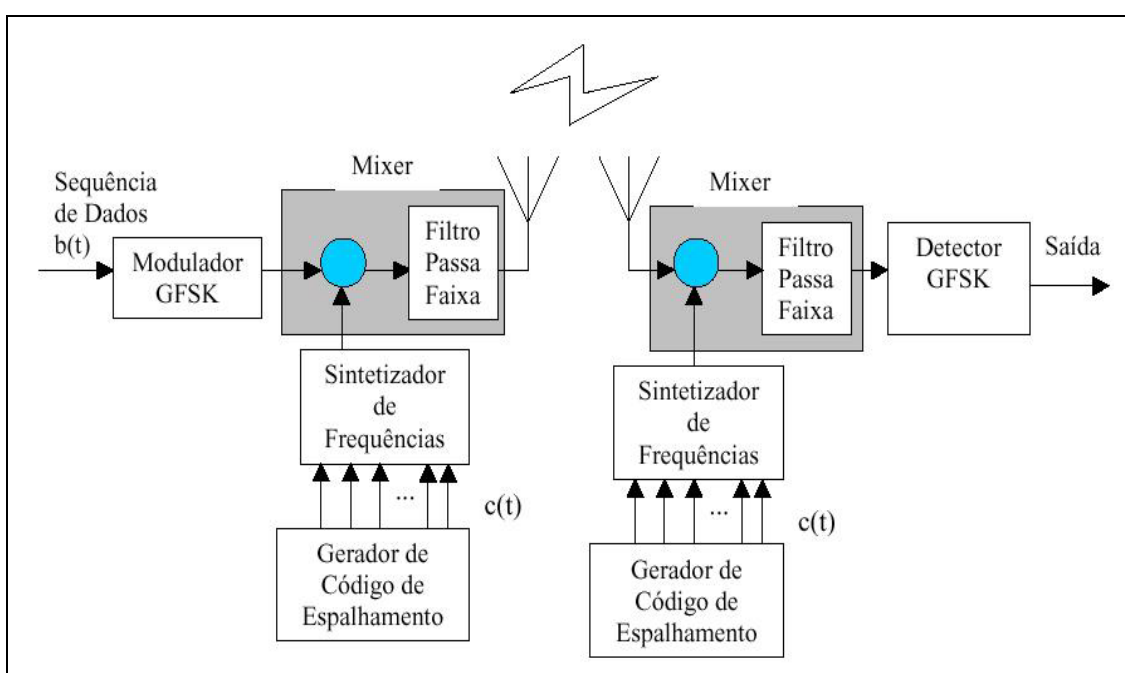 Mixer
Sequência
de Dados
b(t)
Modulador
GFSK
Filtro
Passa
Faixa
Sintetizador
de
Frequências
...
c(t)
Gerador de
Código de
Espalhamento
Mixer
Filtro
Passa
Faixa
Detector
GFSK
Saída
Sintetizador
de
Frequências
...
c(t)
Gerador de
Código de
Espalhamento